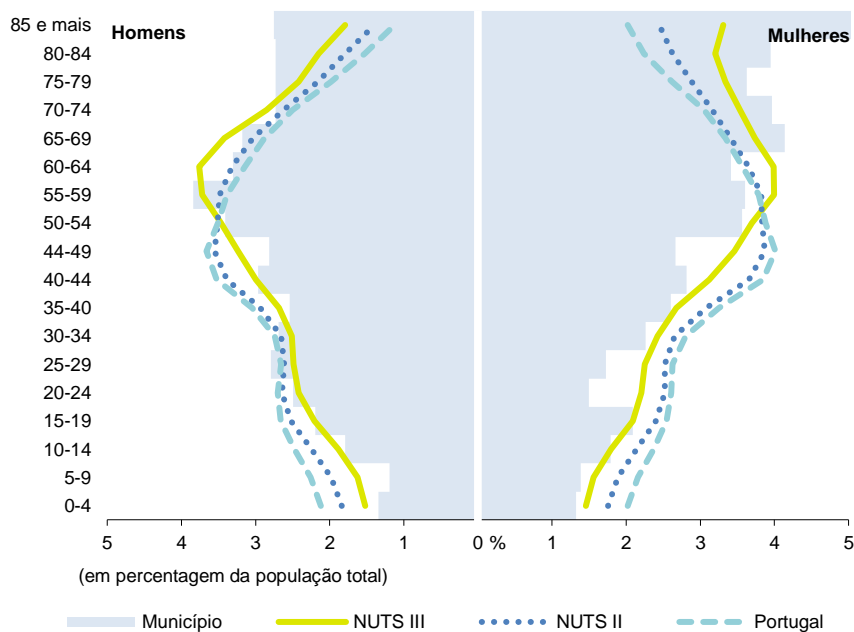 85 e mais
Homens
Mulheres
80-84
75-79
70-74
65-69
60-64
55-59
50-54
44-49
40-44
35-40
30-34
25-29
20-24
15-19
10-14
5-9
0-4
5 4 3 2 1 0 % 1 2 3 4 5
(em percentagem da população total)
Município NUTS III NUTS II Portugal